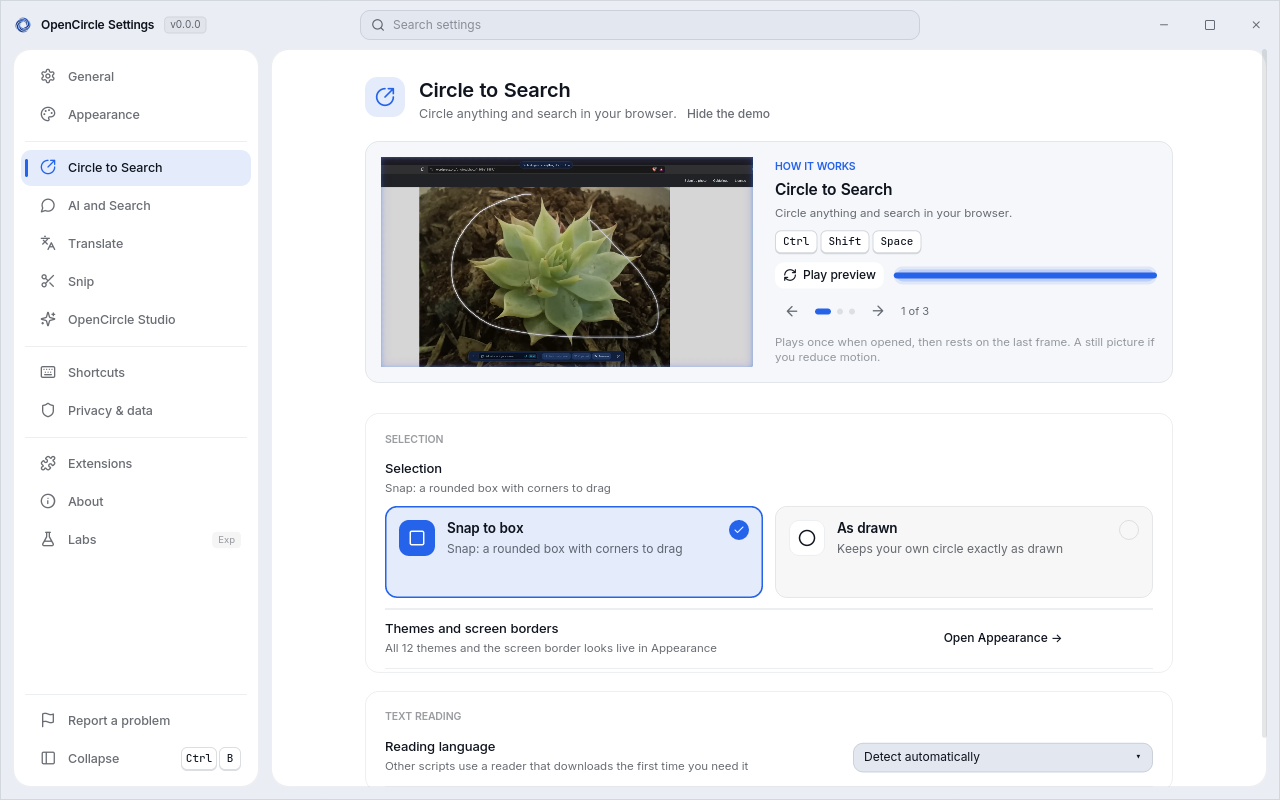 OpenCircle Settings v0.0.0
Search settings
General
Appearance
Circle to Search
AI and Search
Translate
Snip
OpenCircle Studio
Shortcuts
Privacy & data
Extensions
About
Labs Exp
Report a problem
Collapse Ctrl B
Circle to Search
Circle anything and search in your browser. Hide the demo
HOW IT WORKS
Circle to Search
Circle anything and search in your browser.
Ctrl Shift Space
Play preview
1 of 3
Plays once when opened, then rests on the last frame. A still picture if
you reduce motion.
SELECTION
Selection
Snap: a rounded box with corners to drag
Snap to box
Snap: a rounded box with corners to drag
As drawn
Keeps your own circle exactly as drawn
Themes and screen borders
All 12 themes and the screen border looks live in Appearance
Open Appearance →
TEXT READING
Reading language
Other scripts use a reader that downloads the first time you need it
Detect automatically